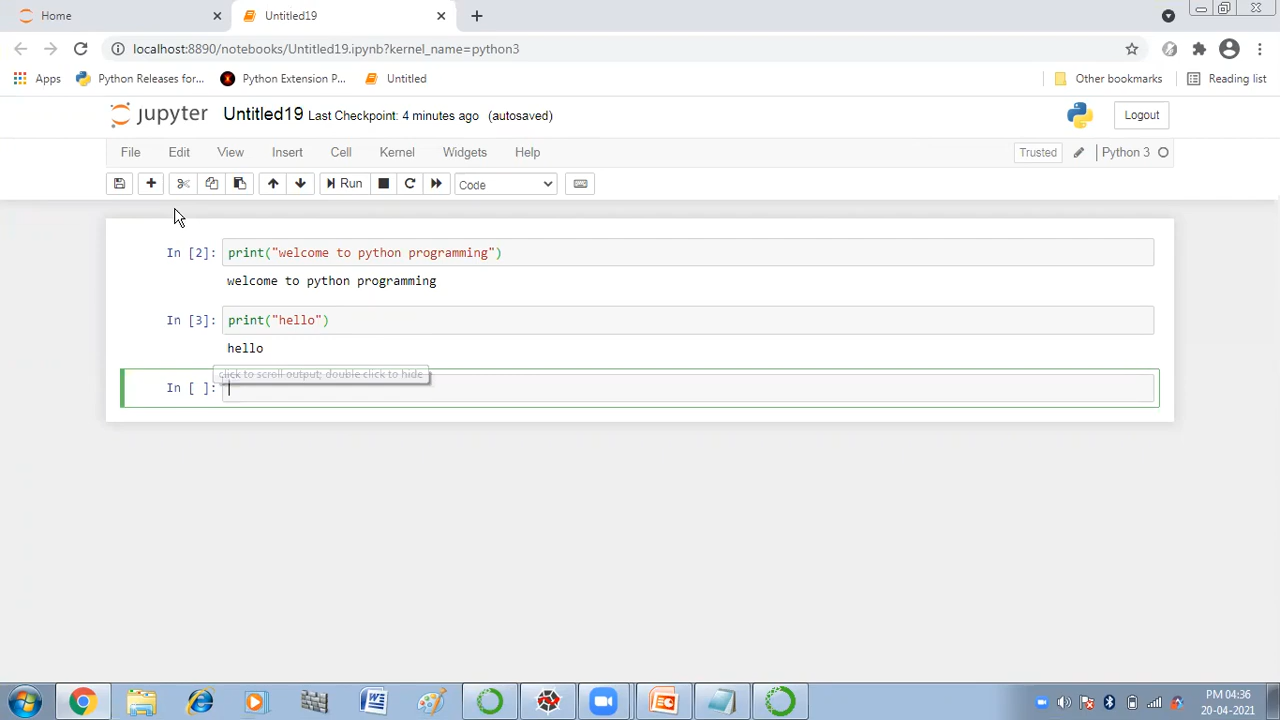 Home
Untitled19
localhost:8890/notebooks/Untitled19.ipynb?kernel_name=python3
Apps Python Releases for... Python Extension P... Untitled Other bookmarks Reading list
jupyter Untitled19 Last Checkpoint: 4 minutes ago (autosaved) Logout
File Edit View Insert Cell Kernel Widgets Help Trusted Python 3
Run Code
In [2]: print("welcome to python programming")
welcome to python programming
In [3]: print("hello")
hello
click to scroll output; double click to hide
In [ ]:
PM 04:36
20-04-2021